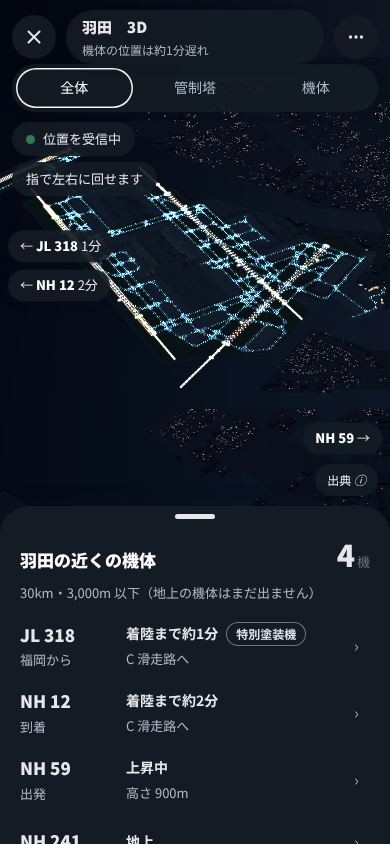 羽田　3D
機体の位置は約1分遅れ
全体
管制塔
機体
位置を受信中
指で左右に回せます
← JL 318 1分
← NH 12 2分
NH 59 →
出典 ⓘ
羽田の近くの機体
4機
30km・3,000m 以下（地上の機体はまだ出ません）
JL 318
着陸まで約1分
特別塗装機
福岡から
C 滑走路へ
NH 12
着陸まで約2分
到着
C 滑走路へ
NH 59
上昇中
出発
高さ 900m
NH 241
地上